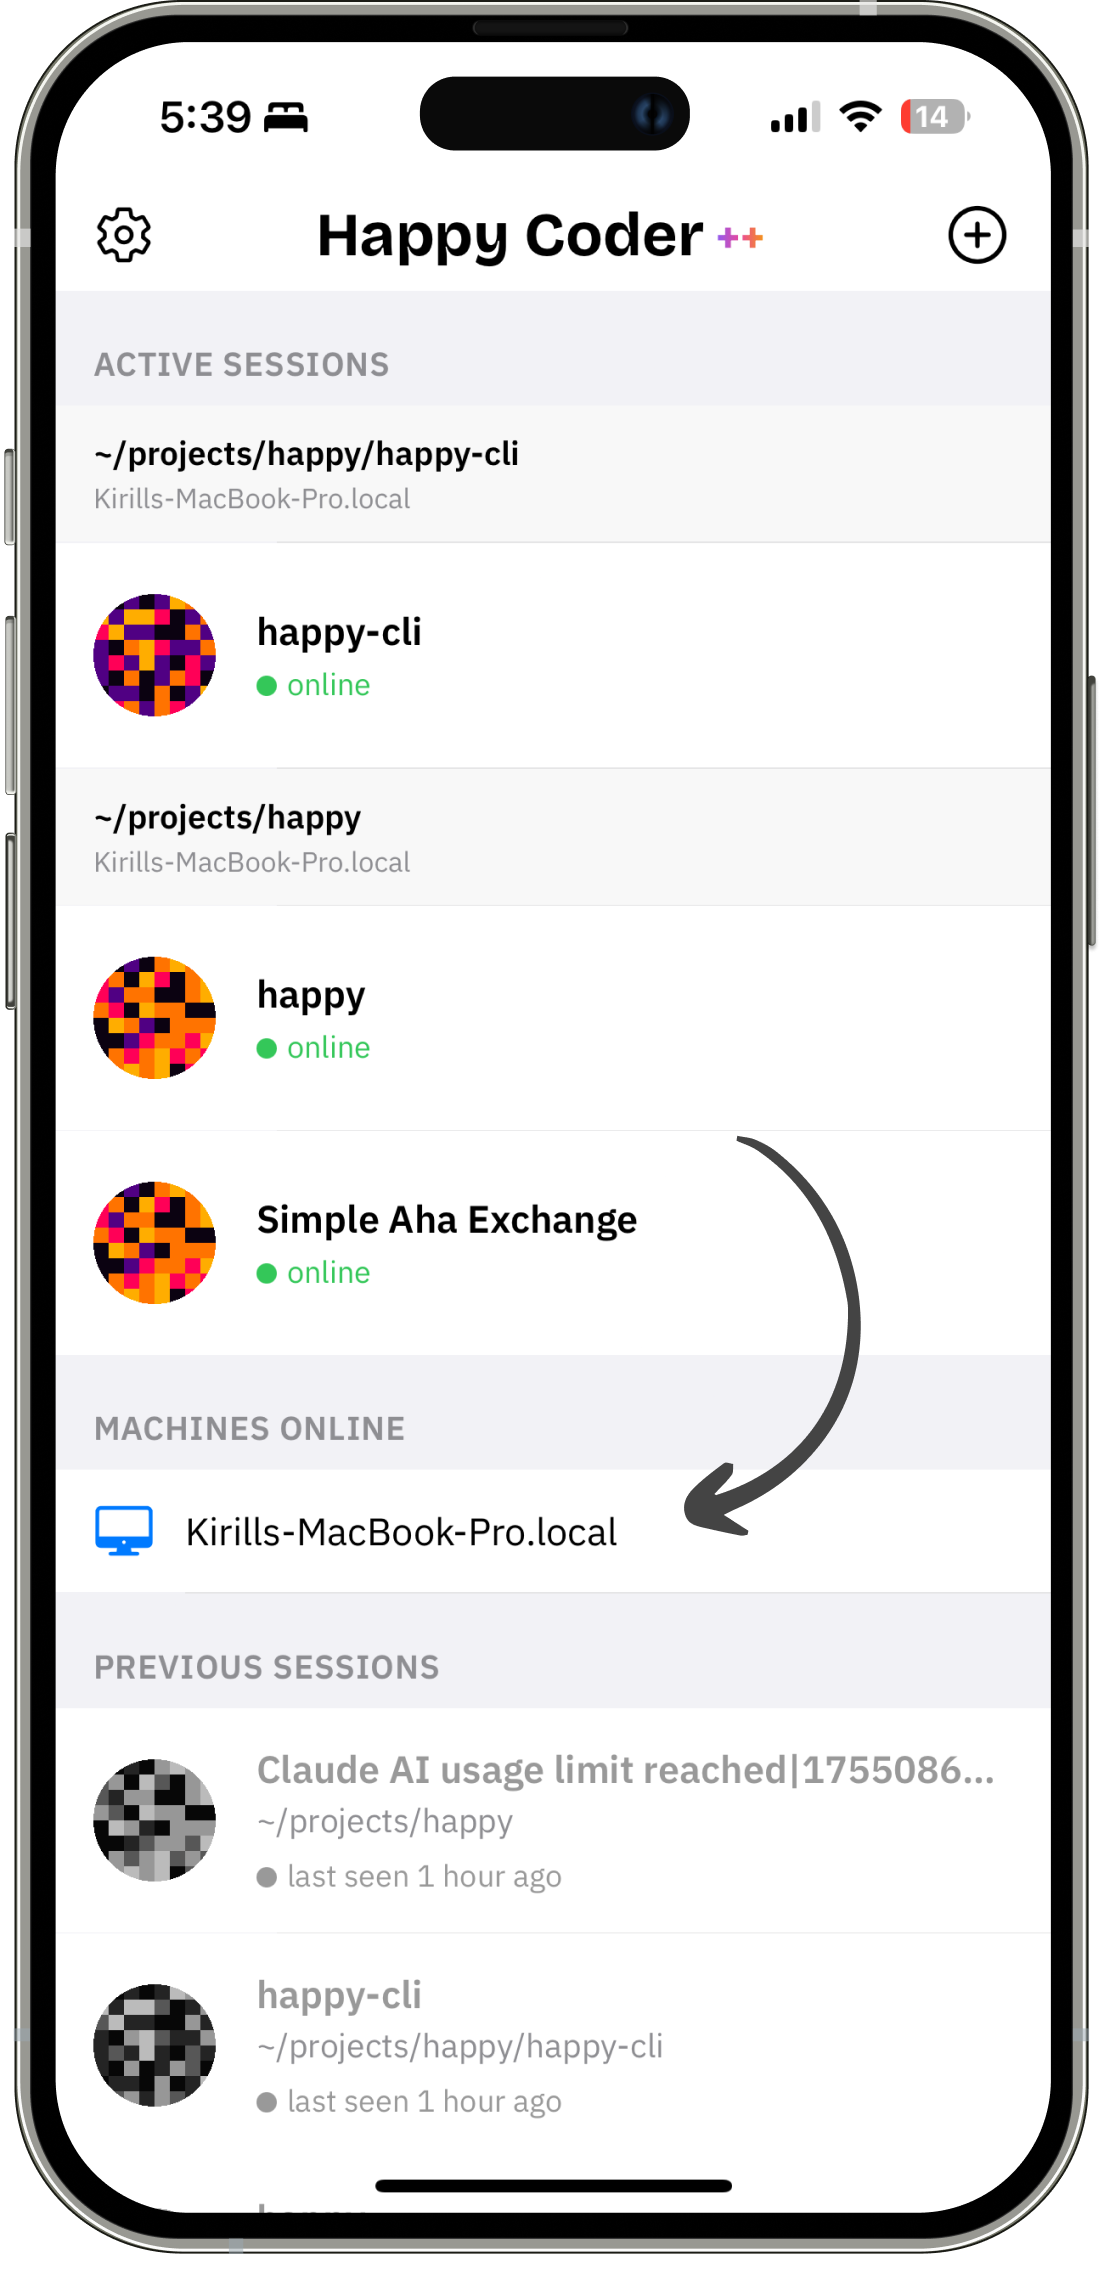 5:39
14
Happy Coder ++
ACTIVE SESSIONS
~/projects/happy/happy-cli
Kirills-MacBook-Pro.local
happy-cli
online
~/projects/happy
Kirills-MacBook-Pro.local
happy
online
Simple Aha Exchange
online
MACHINES ONLINE
Kirills-MacBook-Pro.local
PREVIOUS SESSIONS
Claude AI usage limit reached|1755086...
~/projects/happy
last seen 1 hour ago
happy-cli
~/projects/happy/happy-cli
last seen 1 hour ago